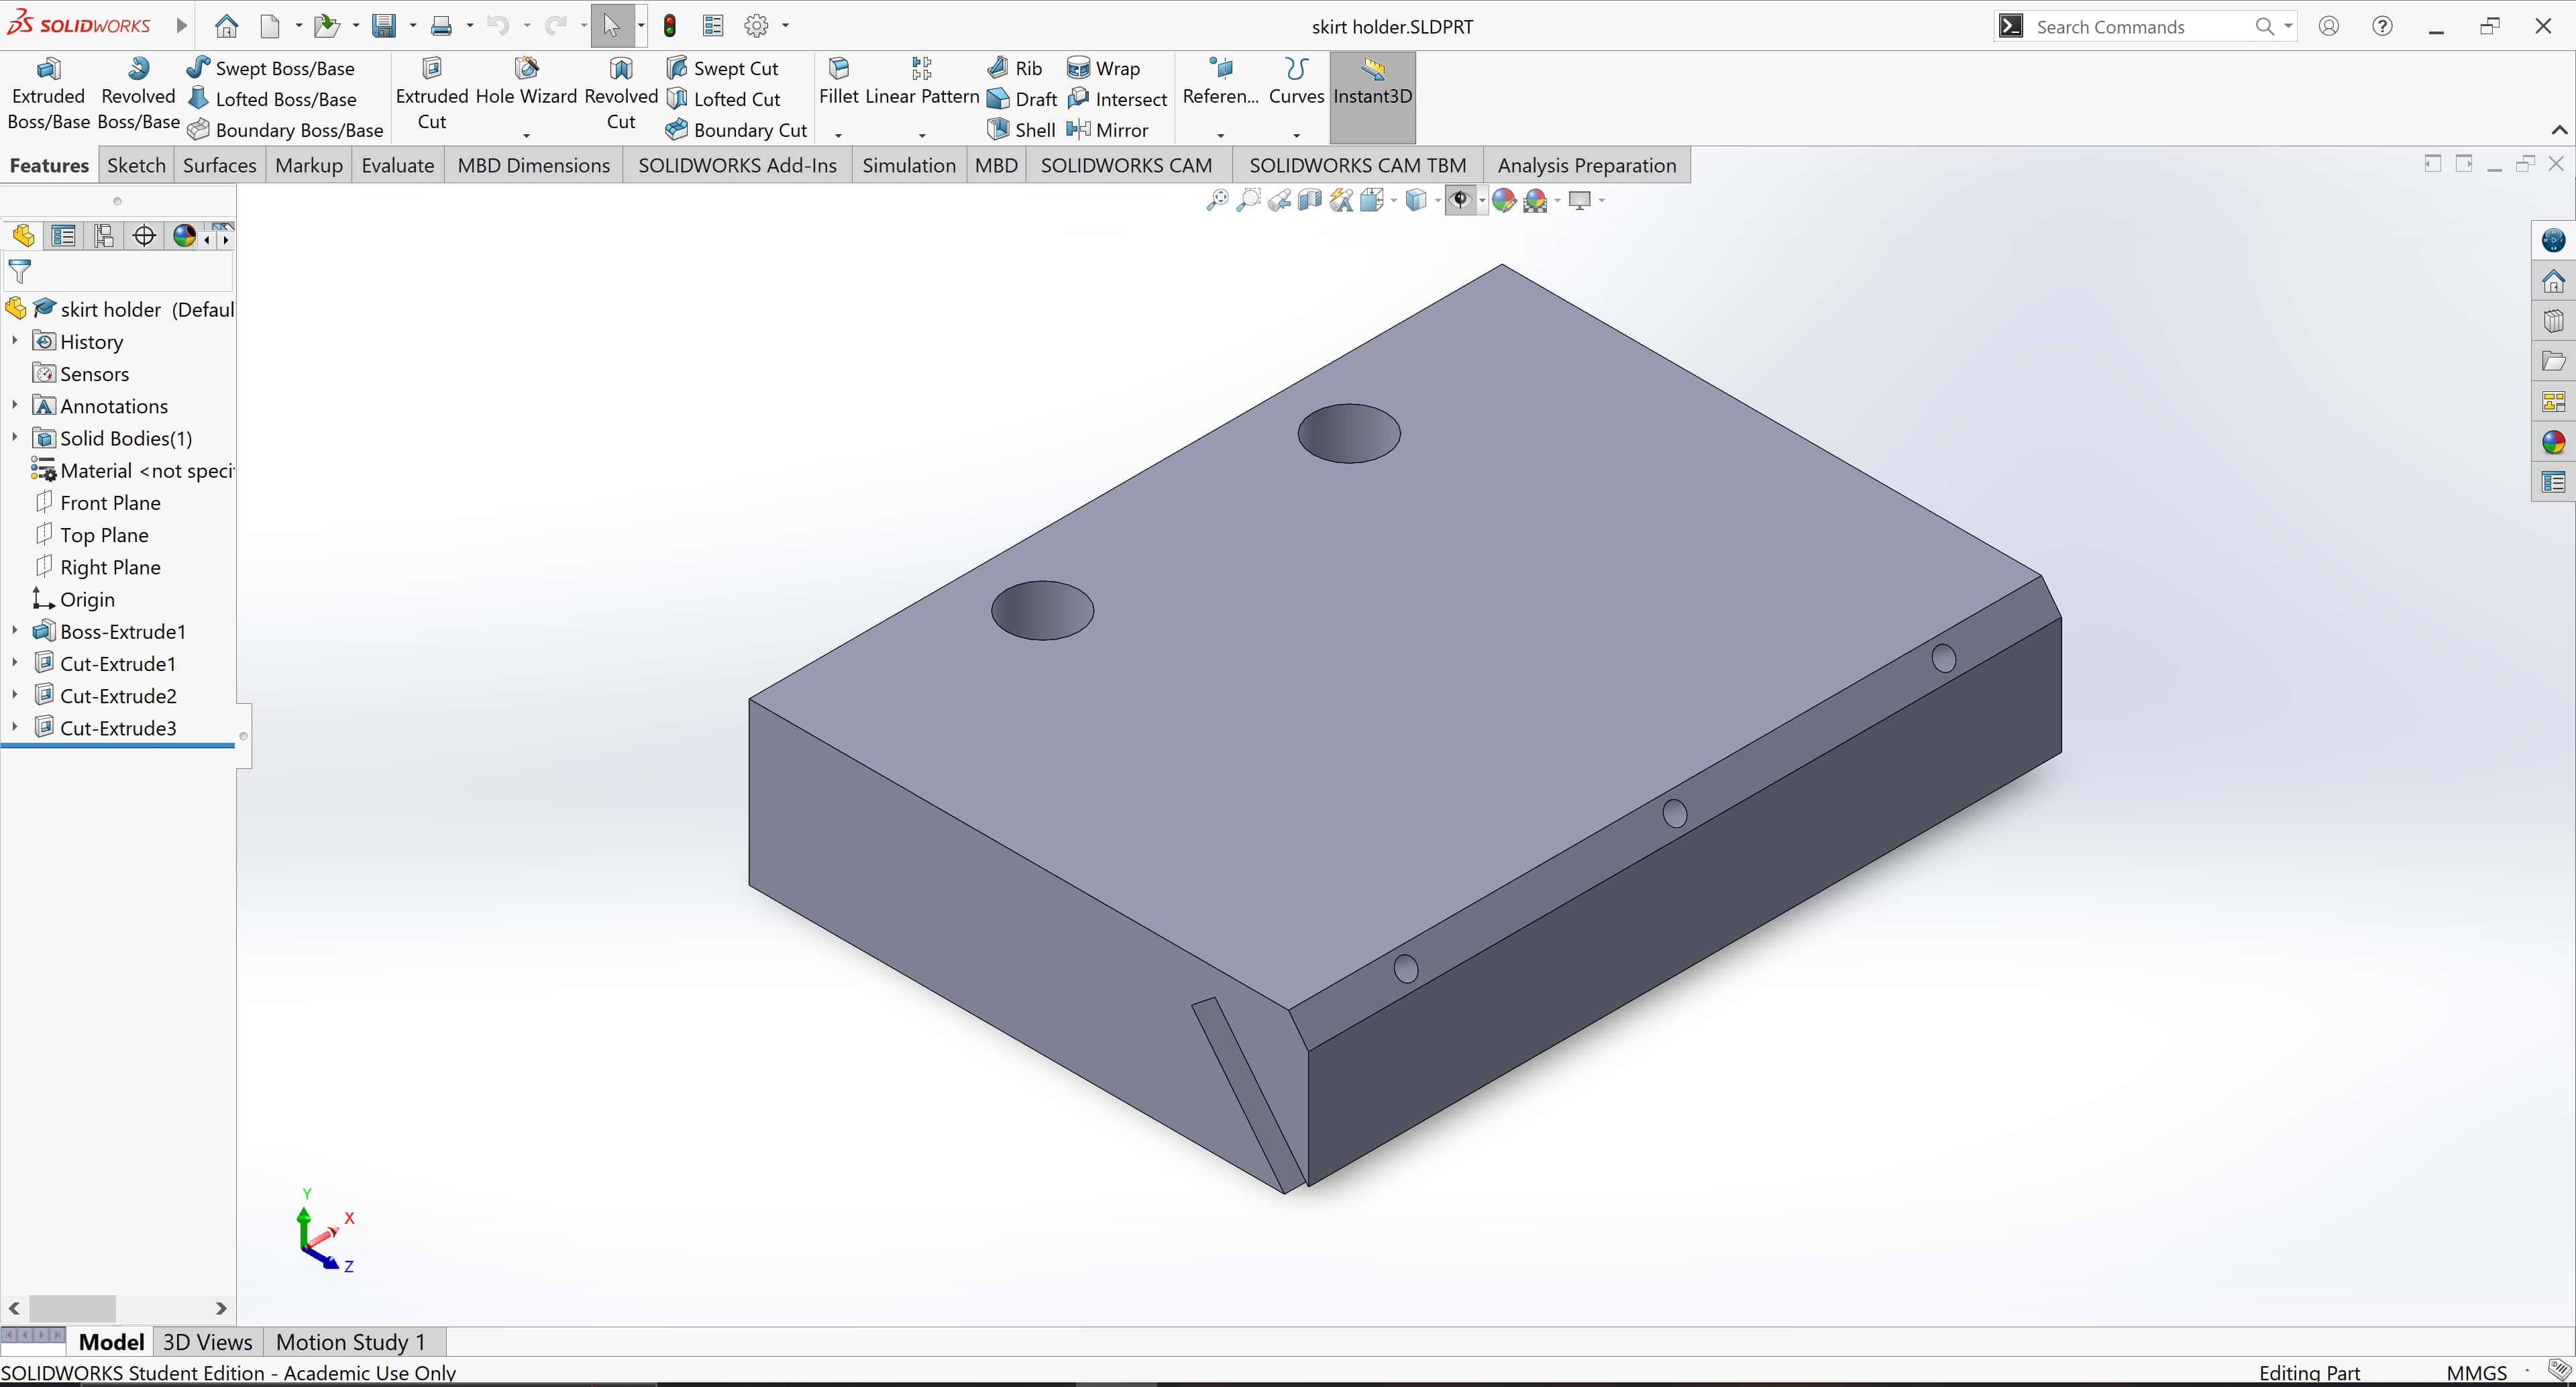 SOLIDWORKS
skirt holder.SLDPRT
Search Commands
Extruded Boss/Base
Revolved Boss/Base
Swept Boss/Base
Lofted Boss/Base
Boundary Boss/Base
Extruded Cut
Hole Wizard
Revolved Cut
Swept Cut
Lofted Cut
Boundary Cut
Fillet
Linear Pattern
Rib
Draft
Shell
Wrap
Intersect
Mirror
Referen...
Curves
Instant3D
Features Sketch Surfaces Markup Evaluate MBD Dimensions SOLIDWORKS Add-Ins Simulation MBD SOLIDWORKS CAM SOLIDWORKS CAM TBM Analysis Preparation
skirt holder (Defaul
History
Sensors
Annotations
Solid Bodies(1)
Material <not speci
Front Plane
Top Plane
Right Plane
Origin
Boss-Extrude1
Cut-Extrude1
Cut-Extrude2
Cut-Extrude3
Y
X
Z
Model 3D Views Motion Study 1
SOLIDWORKS Student Edition - Academic Use Only
Editing Part
MMGS